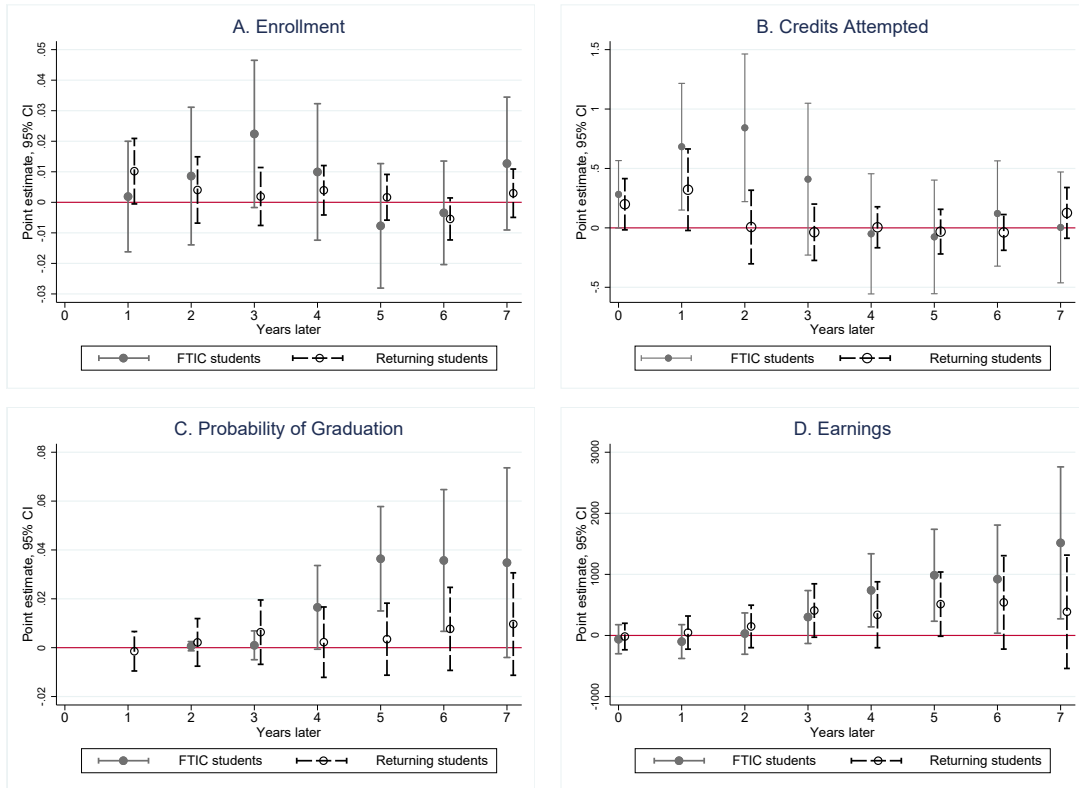 A. Enrollment
Point estimate, 95% CI
.05
.04
.03
.02
.01
0
-.01
-.02
-.03
0 1 2 3 4 5 6 7
Years later
FTIC students Returning students
B. Credits Attempted
Point estimate, 95% CI
1.5
1
.5
0
-.5
0 1 2 3 4 5 6 7
Years later
FTIC students Returning students
C. Probability of Graduation
Point estimate, 95% CI
.08
.06
.04
.02
0
-.02
0 1 2 3 4 5 6 7
Years later
FTIC students Returning students
D. Earnings
Point estimate, 95% CI
3000
2000
1000
0
-1000
0 1 2 3 4 5 6 7
Years later
FTIC students Returning students